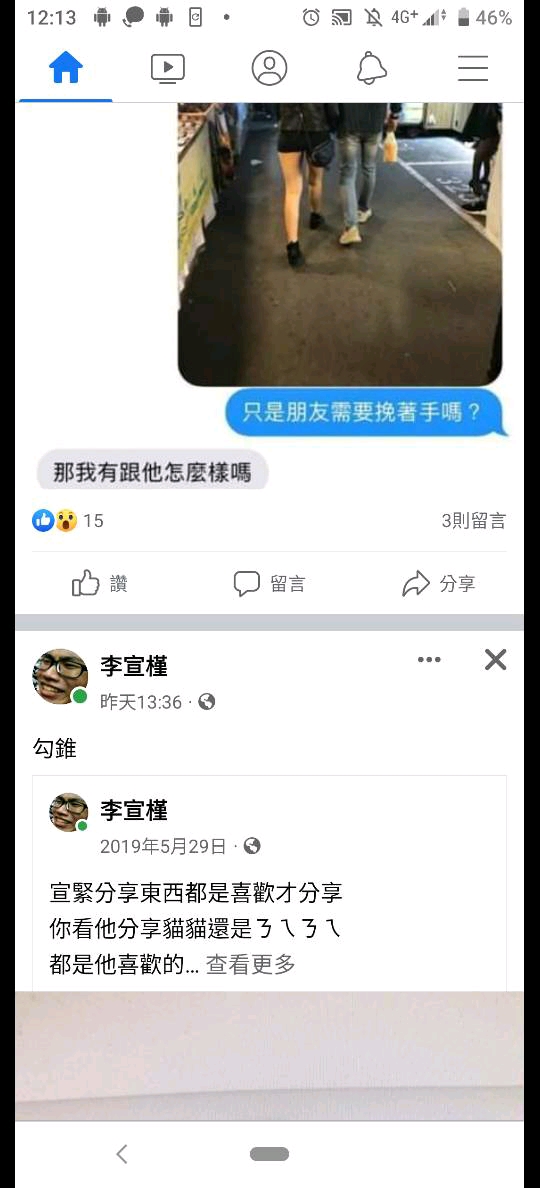 12:13
4G+
46%
只是朋友需要挽著手嗎？
那我有跟他怎麼樣嗎
15
3則留言
讚
留言
分享
李宣槿
昨天13:36 ·
勾錐
李宣槿
2019年5月29日 ·
宣緊分享東西都是喜歡才分享
你看他分享貓貓還是ㄋㄟㄋㄟ
都是他喜歡的... 查看更多